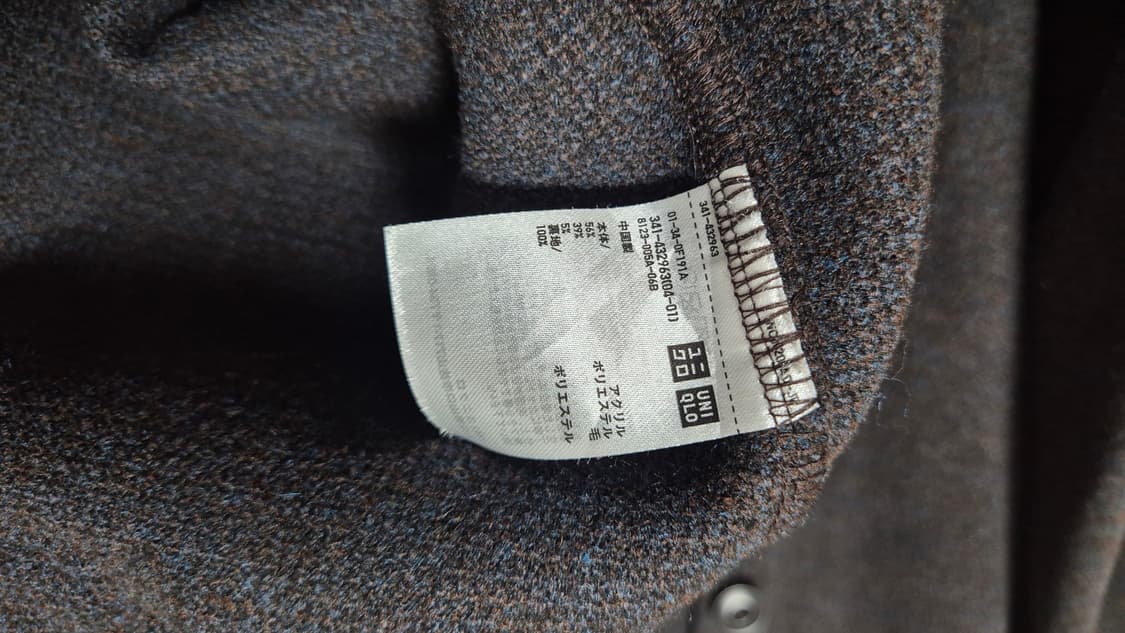 341-432963
ユニ UNI
クロ QLO
01-34-0F191A
341-432963(04-01)
8123-005A-06B
中国製
本体/
56% アクリル
39% ポリエステル
5% 毛
裏地/
100% ポリエステル